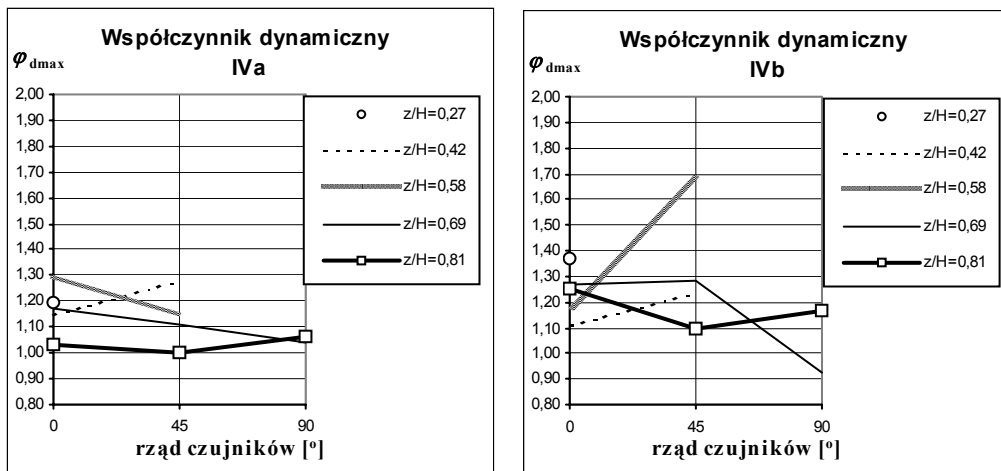 Współczynnik dynamiczny
IVa
φdmax
2,00
1,90
1,80
1,70
1,60
1,50
1,40
1,30
1,20
1,10
1,00
0,90
0,80
0
45
90
rząd czujników [°]
z/H=0,27
z/H=0,42
z/H=0,58
z/H=0,69
z/H=0,81
Współczynnik dynamiczny
IVb
φdmax
2,00
1,90
1,80
1,70
1,60
1,50
1,40
1,30
1,20
1,10
1,00
0,90
0,80
0
45
90
rząd czujników [°]
z/H=0,27
z/H=0,42
z/H=0,58
z/H=0,69
z/H=0,81